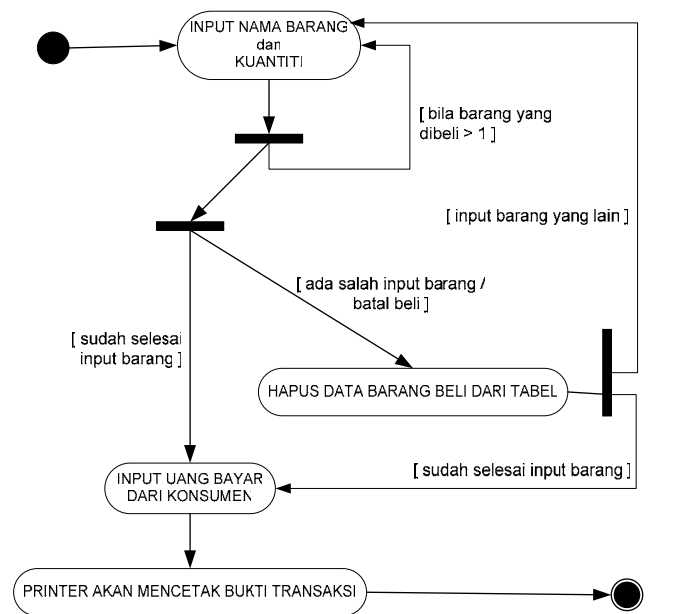 INPUT NAMA BARANG
dan
KUANTITI
[ bila barang yang
dibeli > 1 ]
[ input barang yang lain ]
[ ada salah input barang /
batal beli ]
[ sudah selesai
input barang ]
HAPUS DATA BARANG BELI DARI TABEL
[ sudah selesai input barang ]
INPUT UANG BAYAR
DARI KONSUMEN
PRINTER AKAN MENCETAK BUKTI TRANSAKSI